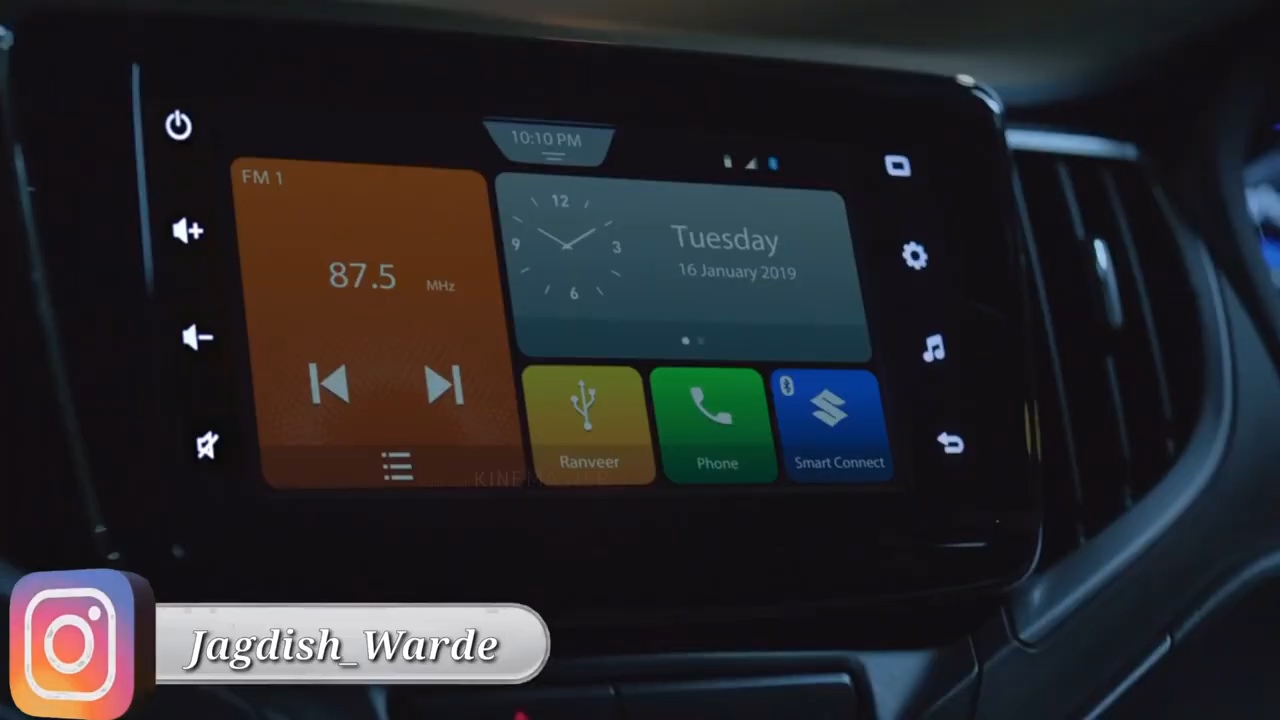 10:10 PM
FM 1
87.5 MHz
12
9
3
6
Tuesday
16 January 2019
Ranveer
Phone
Smart Connect
KINEMASTER
Jagdish_Warde